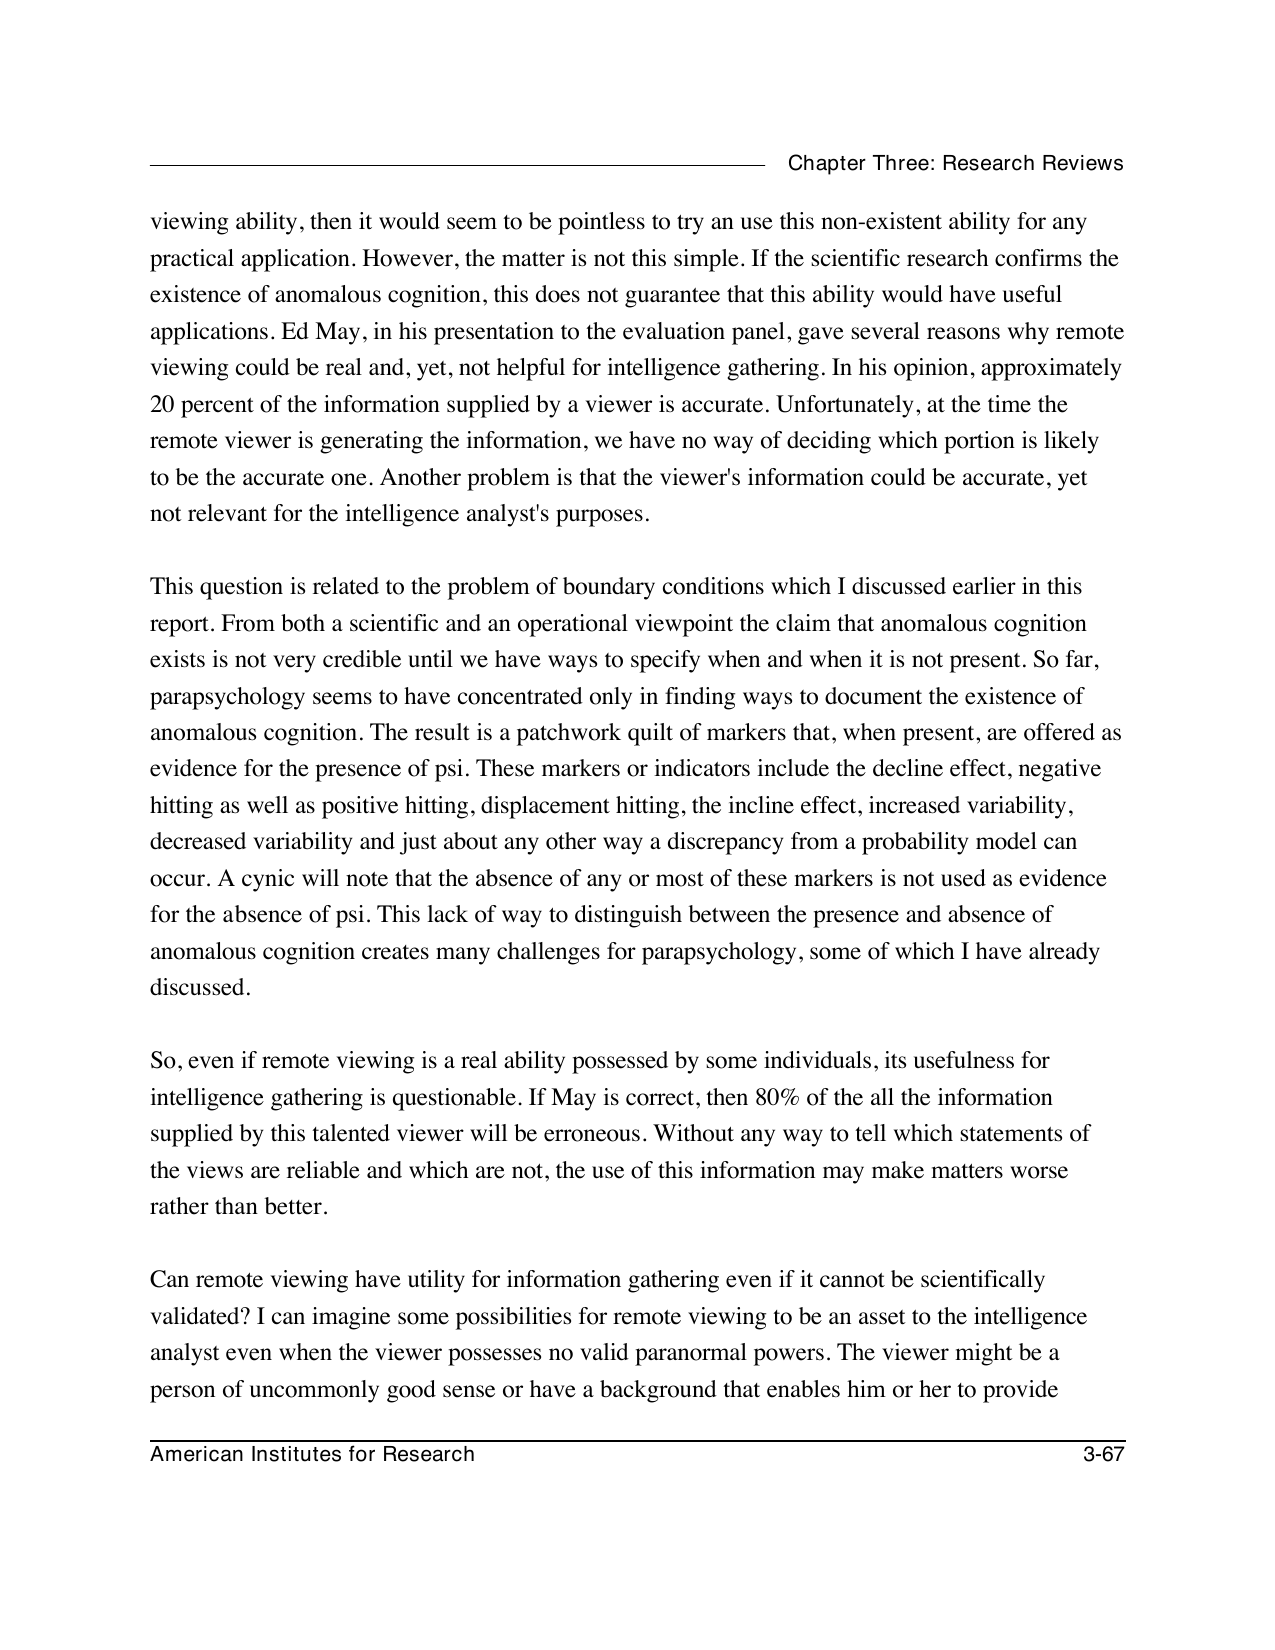 Chapter Three: Research Reviews
viewing ability, then it would seem to be pointless to try an use this non-existent ability for any
practical application. However, the matter is not this simple. If the scientific research confirms the
existence of anomalous cognition, this does not guarantee that this ability would have useful
applications. Ed May, in his presentation to the evaluation panel, gave several reasons why remote
viewing could be real and, yet, not helpful for intelligence gathering. In his opinion, approximately
20 percent of the information supplied by a viewer is accurate. Unfortunately, at the time the
remote viewer is generating the information, we have no way of deciding which portion is likely
to be the accurate one. Another problem is that the viewer's information could be accurate, yet
not relevant for the intelligence analyst's purposes.
This question is related to the problem of boundary conditions which I discussed earlier in this
report. From both a scientific and an operational viewpoint the claim that anomalous cognition
exists is not very credible until we have ways to specify when and when it is not present. So far,
parapsychology seems to have concentrated only in finding ways to document the existence of
anomalous cognition. The result is a patchwork quilt of markers that, when present, are offered as
evidence for the presence of psi. These markers or indicators include the decline effect, negative
hitting as well as positive hitting, displacement hitting, the incline effect, increased variability,
decreased variability and just about any other way a discrepancy from a probability model can
occur. A cynic will note that the absence of any or most of these markers is not used as evidence
for the absence of psi. This lack of way to distinguish between the presence and absence of
anomalous cognition creates many challenges for parapsychology, some of which I have already
discussed.
So, even if remote viewing is a real ability possessed by some individuals, its usefulness for
intelligence gathering is questionable. If May is correct, then 80% of the all the information
supplied by this talented viewer will be erroneous. Without any way to tell which statements of
the views are reliable and which are not, the use of this information may make matters worse
rather than better.
Can remote viewing have utility for information gathering even if it cannot be scientifically
validated? I can imagine some possibilities for remote viewing to be an asset to the intelligence
analyst even when the viewer possesses no valid paranormal powers. The viewer might be a
person of uncommonly good sense or have a background that enables him or her to provide
American Institutes for Research 3-67